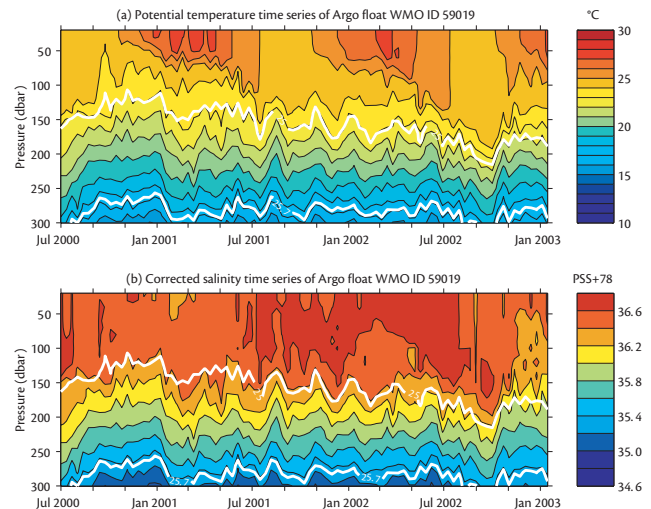 (a) Potential temperature time series of Argo float WMO ID 59019
°C
Pressure (dbar)
50
100
150
200
250
300
30
25
20
15
10
25.7
Jul 2000
Jan 2001
Jul 2001
Jan 2002
Jul 2002
Jan 2003
(b) Corrected salinity time series of Argo float WMO ID 59019
PSS+78
Pressure (dbar)
50
100
150
200
250
300
36.6
36.2
35.8
35.4
35.0
34.6
25.7
25.7
Jul 2000
Jan 2001
Jul 2001
Jan 2002
Jul 2002
Jan 2003